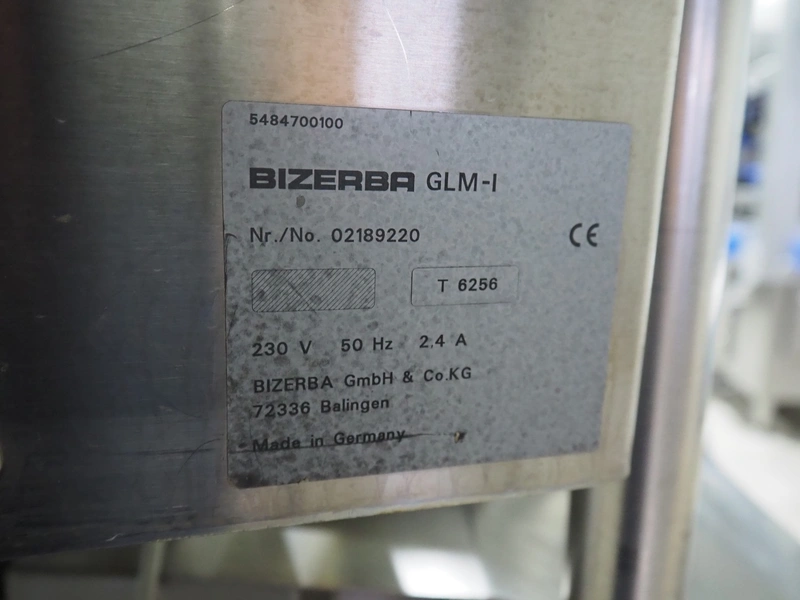 5484700100
BIZERBA GLM-I
Nr./No. 02189220
CE
T 6256
230 V 50 Hz 2.4 A
BIZERBA GmbH & Co.KG
72336 Balingen
Made in Germany